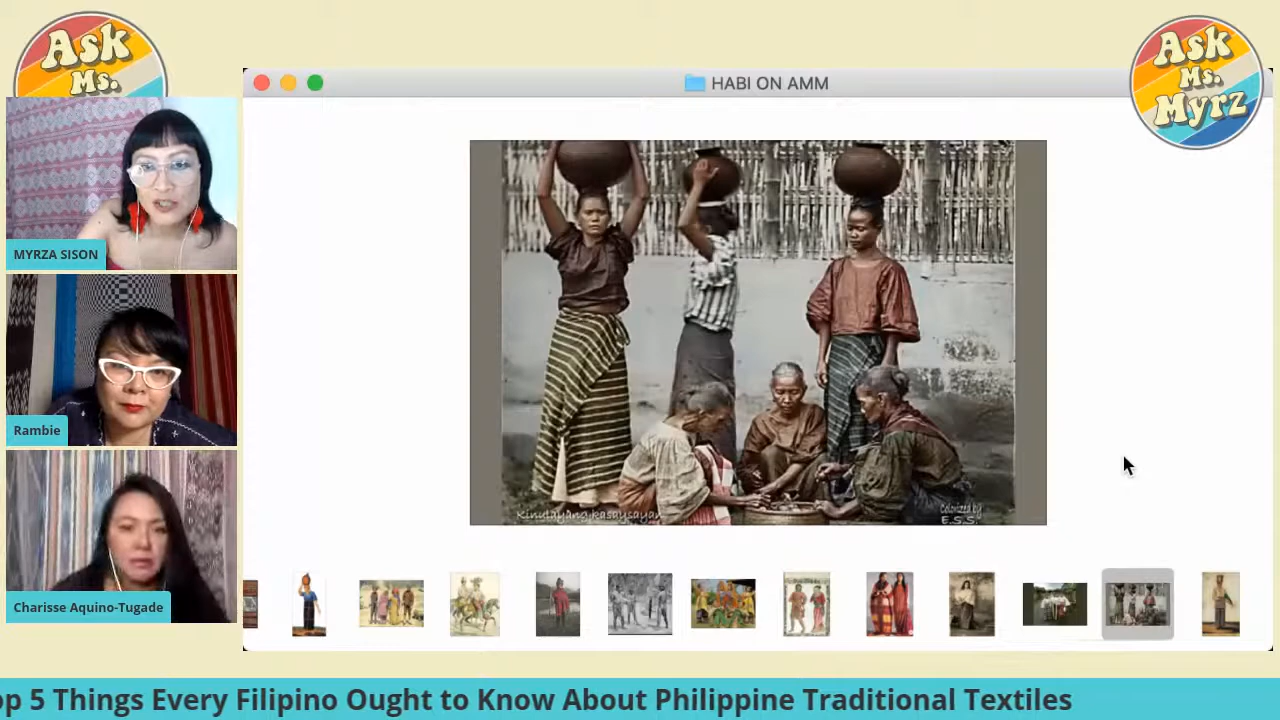 Ask
Ms.
HABI ON AMM
Ask
Ms.
Myrz
MYRZA SISON
Rambie
Charisse Aquino-Tugade
Kinulayang kasaysayan
Colorized by
E.S.S.
op 5 Things Every Filipino Ought to Know About Philippine Traditional Textiles